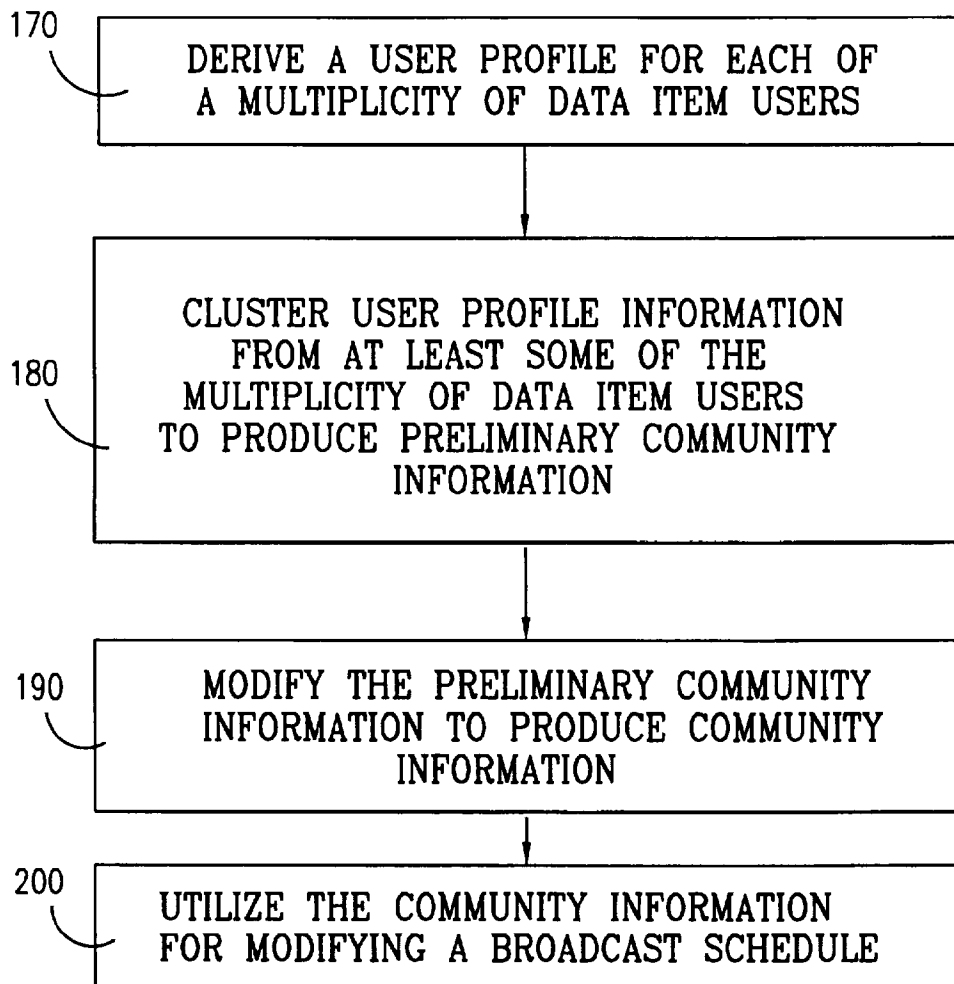 170
DERIVE A USER PROFILE FOR EACH OF
A MULTIPLICITY OF DATA ITEM USERS
180
CLUSTER USER PROFILE INFORMATION
FROM AT LEAST SOME OF THE
MULTIPLICITY OF DATA ITEM USERS
TO PRODUCE PRELIMINARY COMMUNITY
INFORMATION
190
MODIFY THE PRELIMINARY COMMUNITY
INFORMATION TO PRODUCE COMMUNITY
INFORMATION
200
UTILIZE THE COMMUNITY INFORMATION
FOR MODIFYING A BROADCAST SCHEDULE